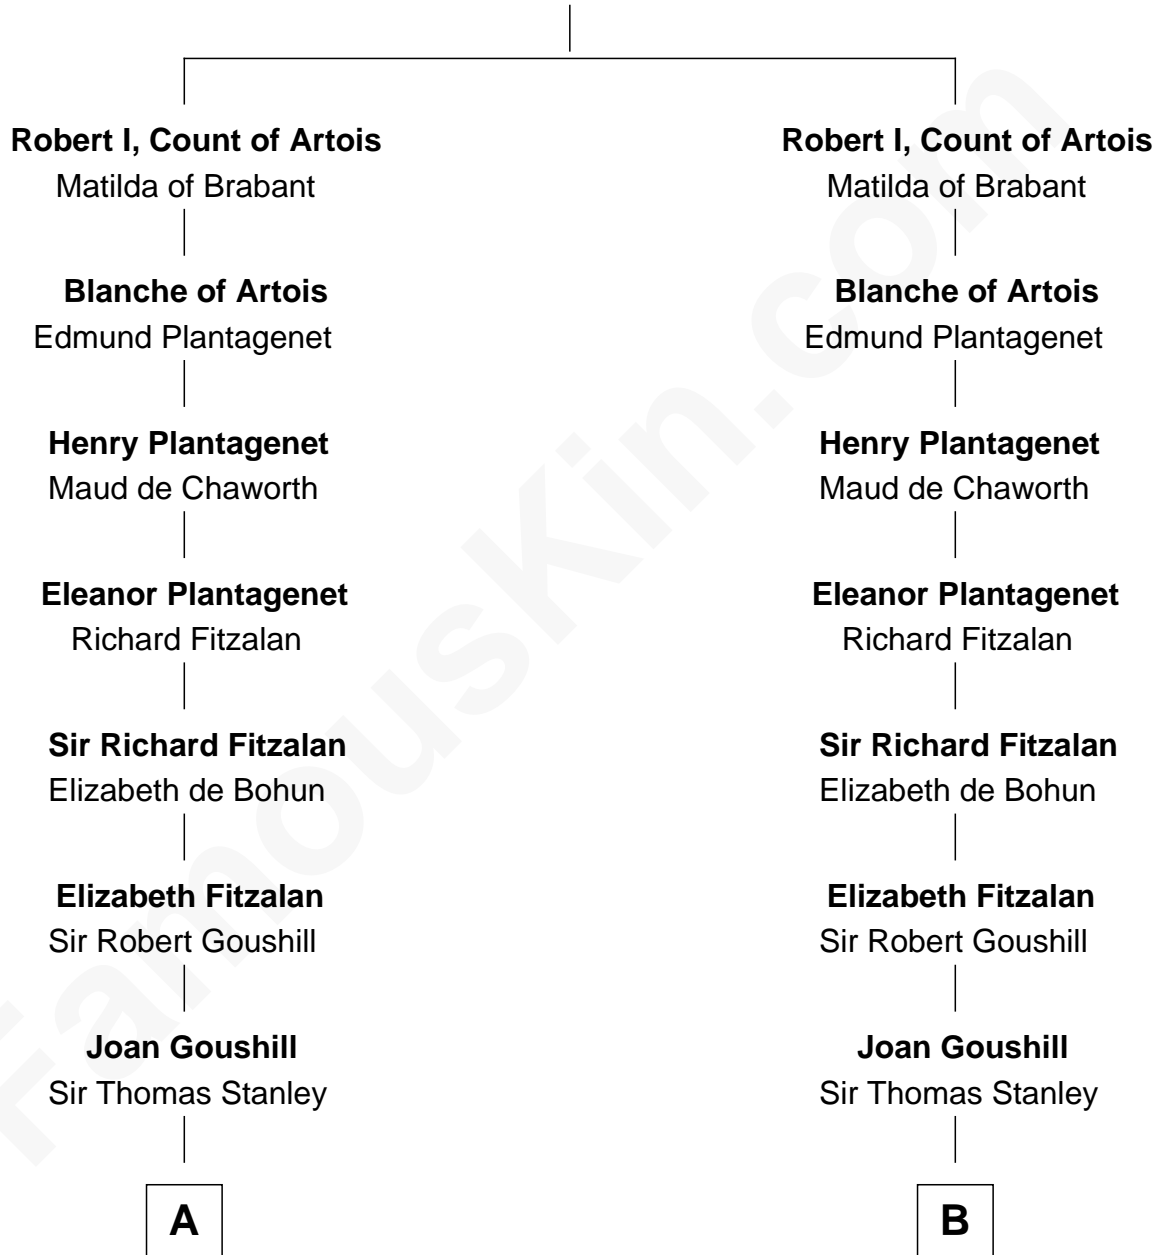 Robert I, Count of Artois
Matilda of Brabant
Blanche of Artois
Edmund Plantagenet
Henry Plantagenet
Maud de Chaworth
Eleanor Plantagenet
Richard Fitzalan
Sir Richard Fitzalan
Elizabeth de Bohun
Elizabeth Fitzalan
Sir Robert Goushill
Joan Goushill
Sir Thomas Stanley
A
Robert I, Count of Artois
Matilda of Brabant
Blanche of Artois
Edmund Plantagenet
Henry Plantagenet
Maud de Chaworth
Eleanor Plantagenet
Richard Fitzalan
Sir Richard Fitzalan
Elizabeth de Bohun
Elizabeth Fitzalan
Sir Robert Goushill
Joan Goushill
Sir Thomas Stanley
B
FamousKin.com